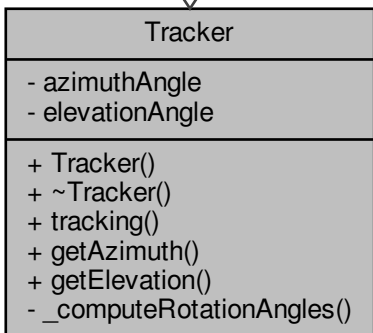 Tracker
- azimuthAngle
- elevationAngle
+ Tracker()
+ ~Tracker()
+ tracking()
+ getAzimuth()
+ getElevation()
- _computeRotationAngles()